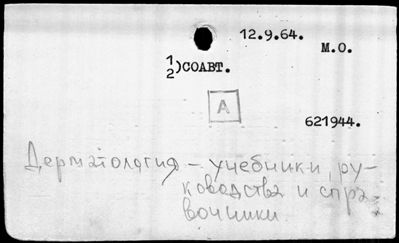 12.9.64.
М.О.
1
2)СОАВТ.
А
621944.
Дерматология – учебники, ру-
ководства и спра
вочники.